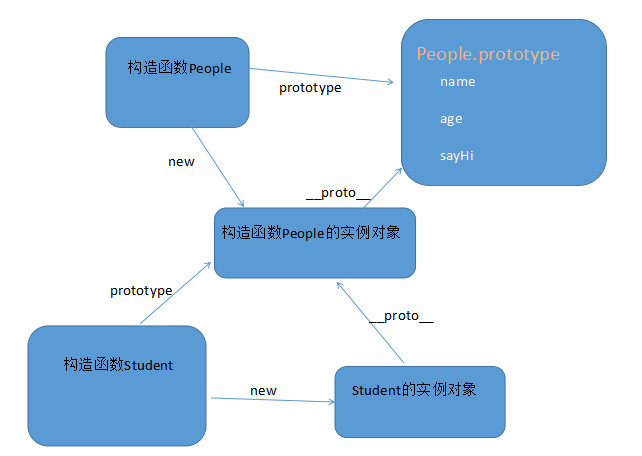 构造函数People
prototype
People.prototype
name
age
sayHi
new
__proto__
构造函数People的实例对象
prototype
__proto__
构造函数Student
new
Student的实例对象